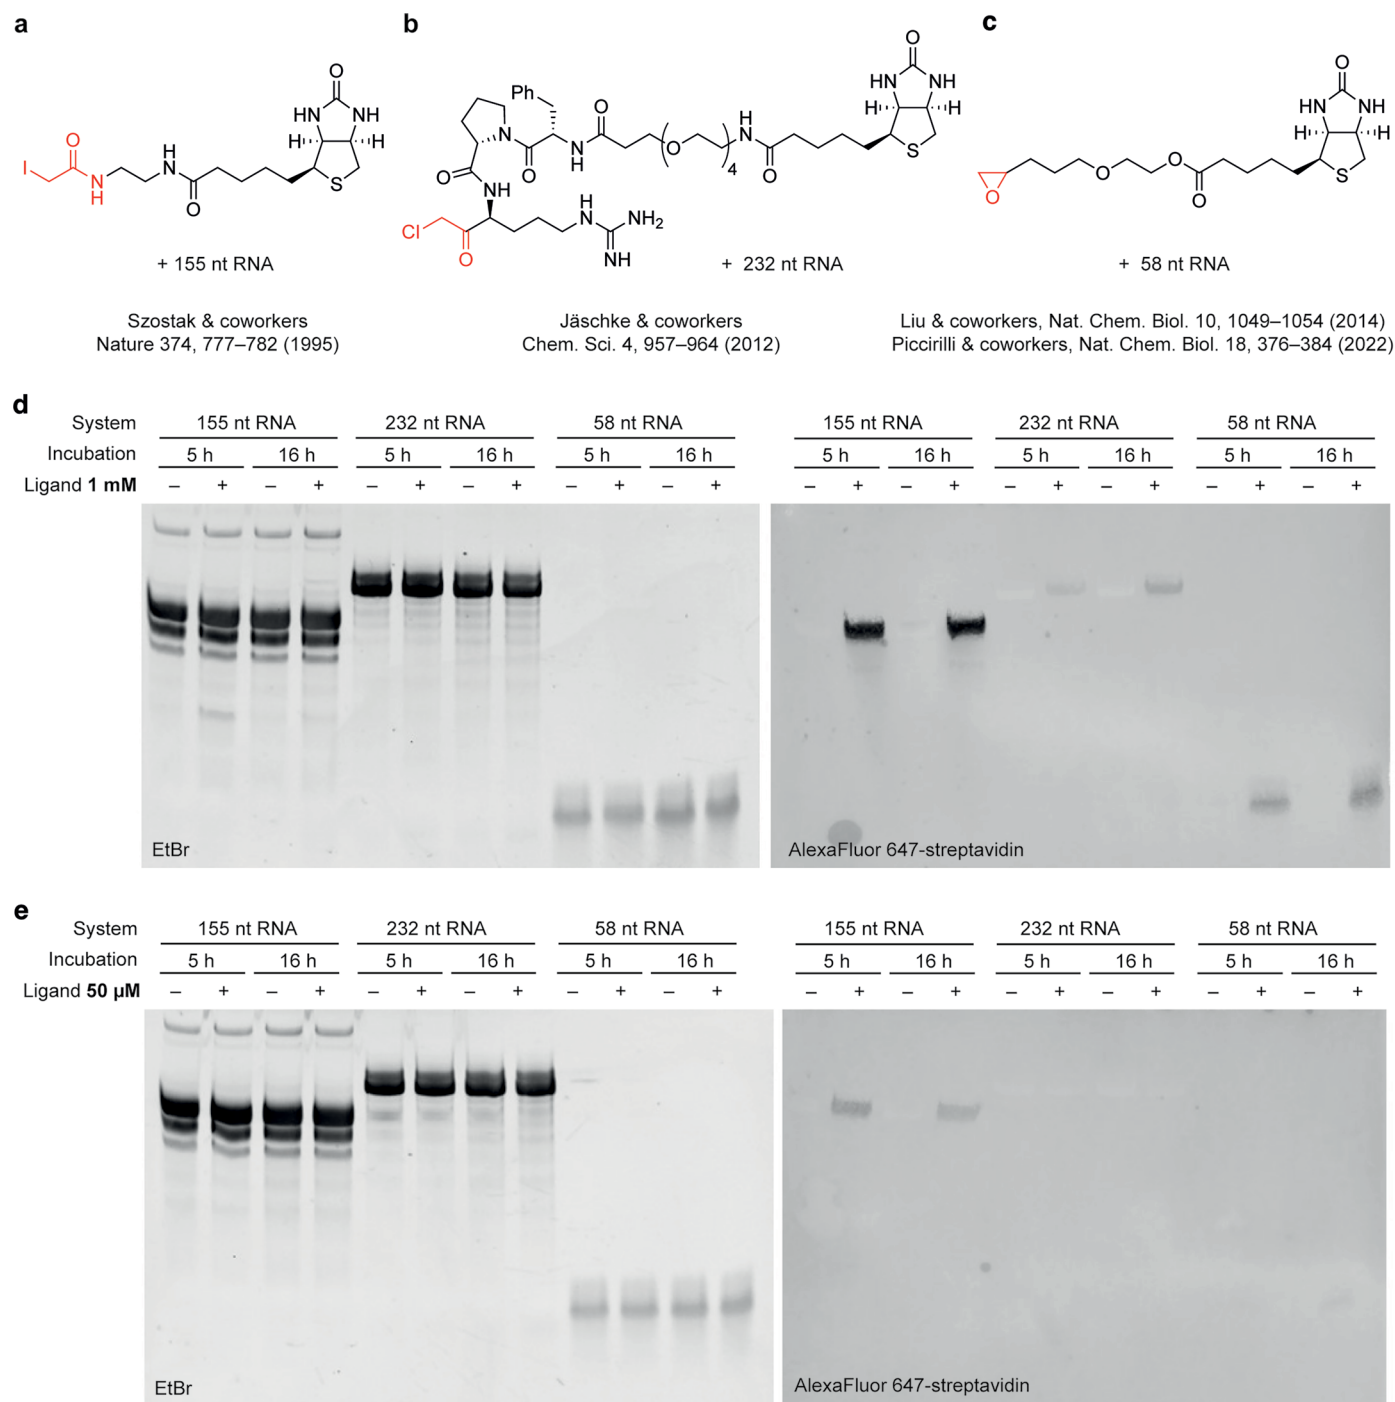 a
b
c
O
HN NH
H H
S
I
O
N
H
H
N
O
+ 155 nt RNA
Szostak & coworkers
Nature 374, 777–782 (1995)
O
HN NH
H H
S
Ph
N
O
N
H
O
O
4
H
N
O
O
NH
Cl
O
H
N
NH2
NH
+ 232 nt RNA
Jäschke & coworkers
Chem. Sci. 4, 957–964 (2012)
O
HN NH
H H
S
O
O
O
O
+ 58 nt RNA
Liu & coworkers, Nat. Chem. Biol. 10, 1049–1054 (2014)
Piccirilli & coworkers, Nat. Chem. Biol. 18, 376–384 (2022)
d
System 155 nt RNA 232 nt RNA 58 nt RNA 155 nt RNA 232 nt RNA 58 nt RNA
Incubation 5 h 16 h 5 h 16 h 5 h 16 h 5 h 16 h 5 h 16 h 5 h 16 h
Ligand 1 mM – + – + – + – + – + – + – + – + – + – + – + – +
EtBr
AlexaFluor 647-streptavidin
e
System 155 nt RNA 232 nt RNA 58 nt RNA 155 nt RNA 232 nt RNA 58 nt RNA
Incubation 5 h 16 h 5 h 16 h 5 h 16 h 5 h 16 h 5 h 16 h 5 h 16 h
Ligand 50 µM – + – + – + – + – + – + – + – + – + – + – + – +
EtBr
AlexaFluor 647-streptavidin